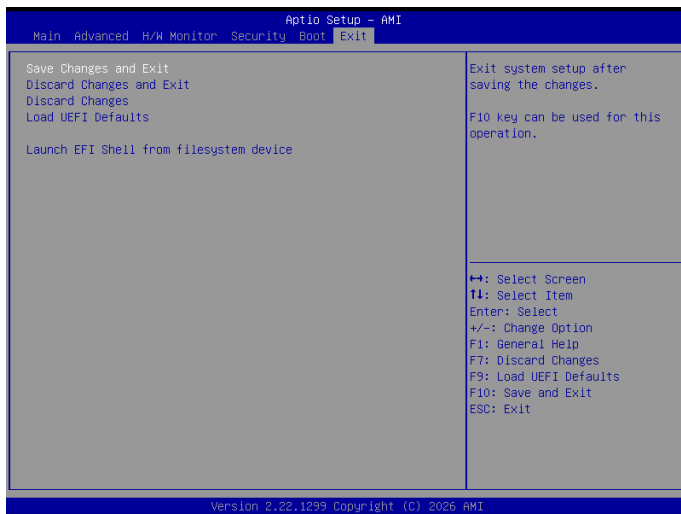 Aptio Setup – AMI
Main Advanced H/W Monitor Security Boot Exit
Save Changes and Exit
Discard Changes and Exit
Discard Changes
Load UEFI Defaults
Launch EFI Shell from filesystem device
Exit system setup after
saving the changes.
F10 key can be used for this
operation.
↔: Select Screen
↑↓: Select Item
Enter: Select
+/-: Change Option
F1: General Help
F7: Discard Changes
F9: Load UEFI Defaults
F10: Save and Exit
ESC: Exit
Version 2.22.1299 Copyright (C) 2026 AMI